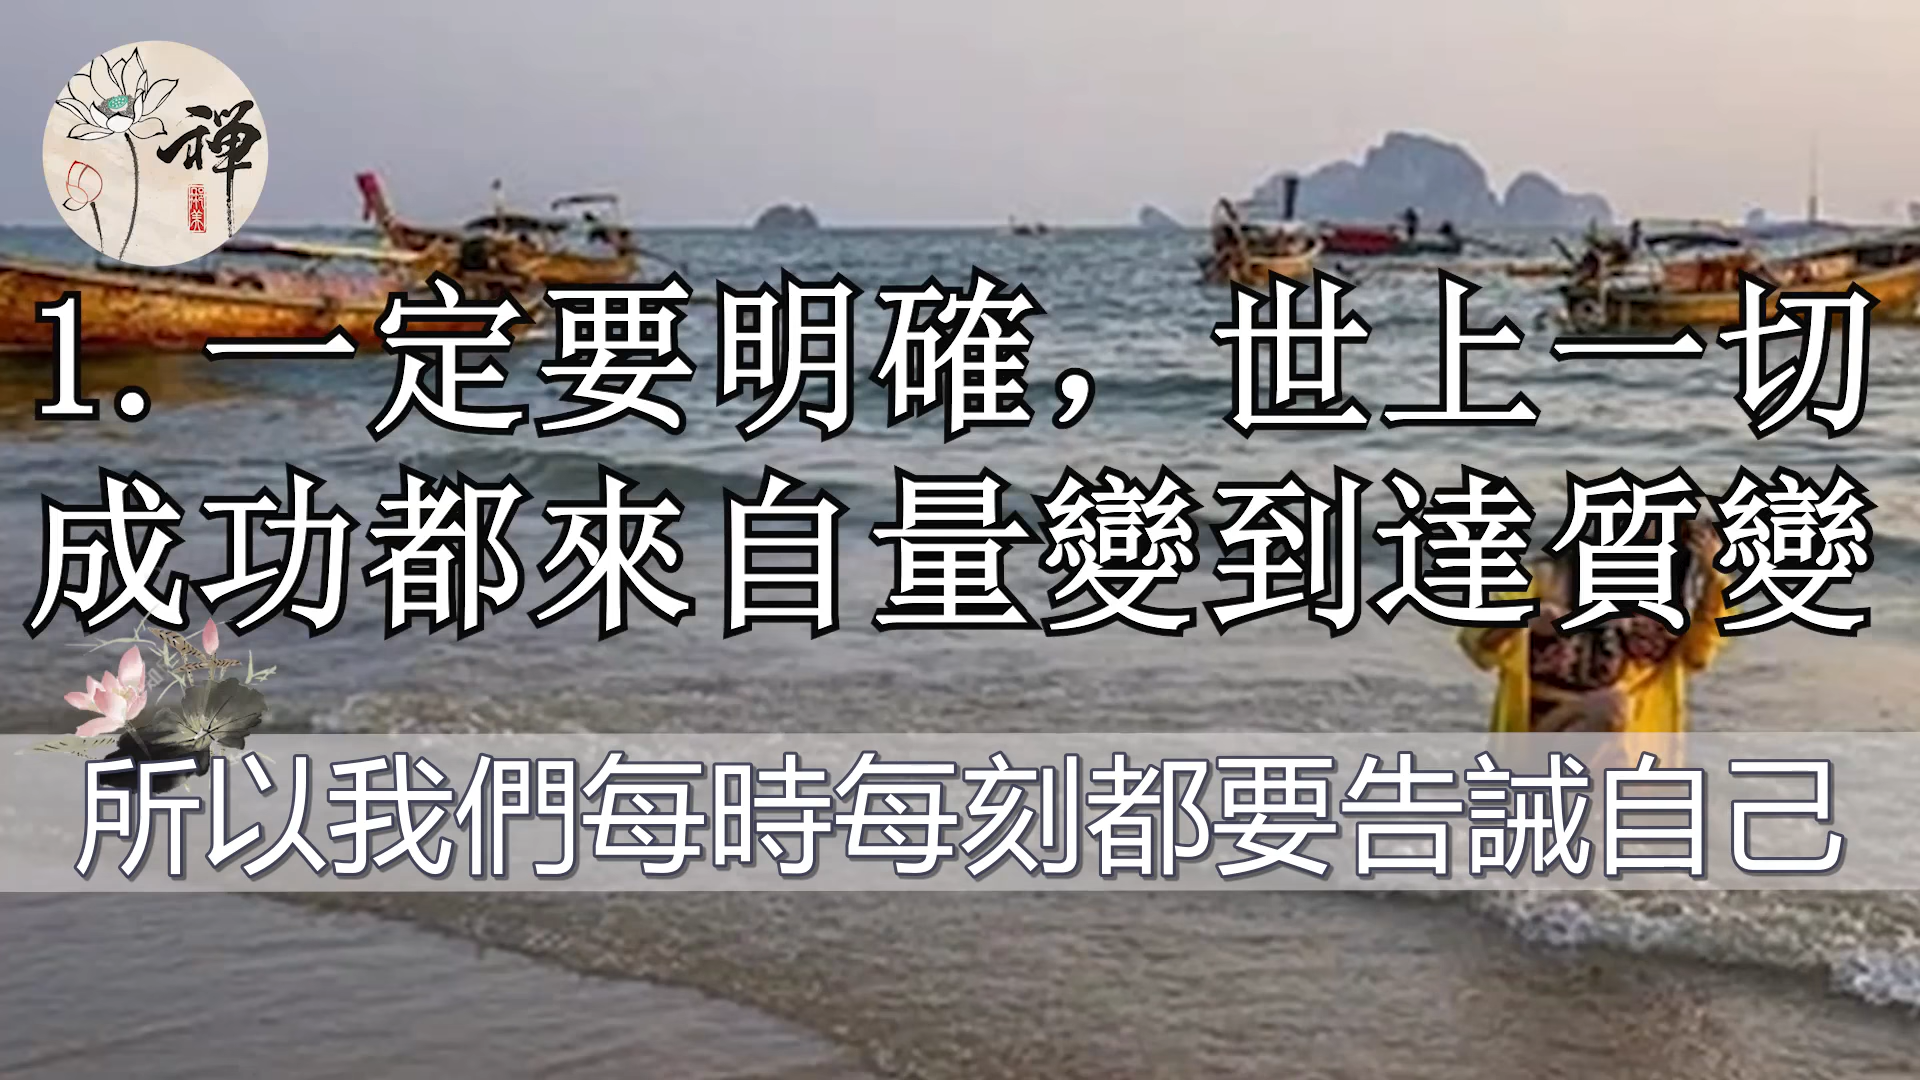 禅
1.一定要明確，世上一切
成功都來自量變到達質變
所以我們每時每刻都要告誡自己